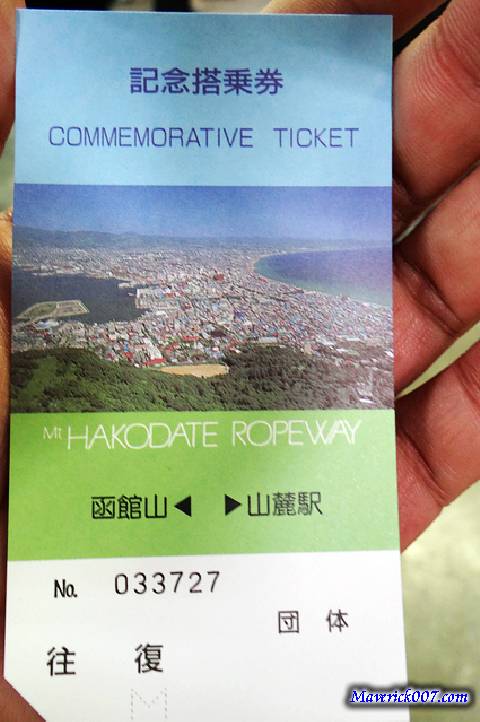 記念搭乗券
COMMEMORATIVE TICKET
Mt HAKODATE ROPEWAY
函館山◀ ▶山麓駅
No. 033727
団体
往復
Maverick007.com